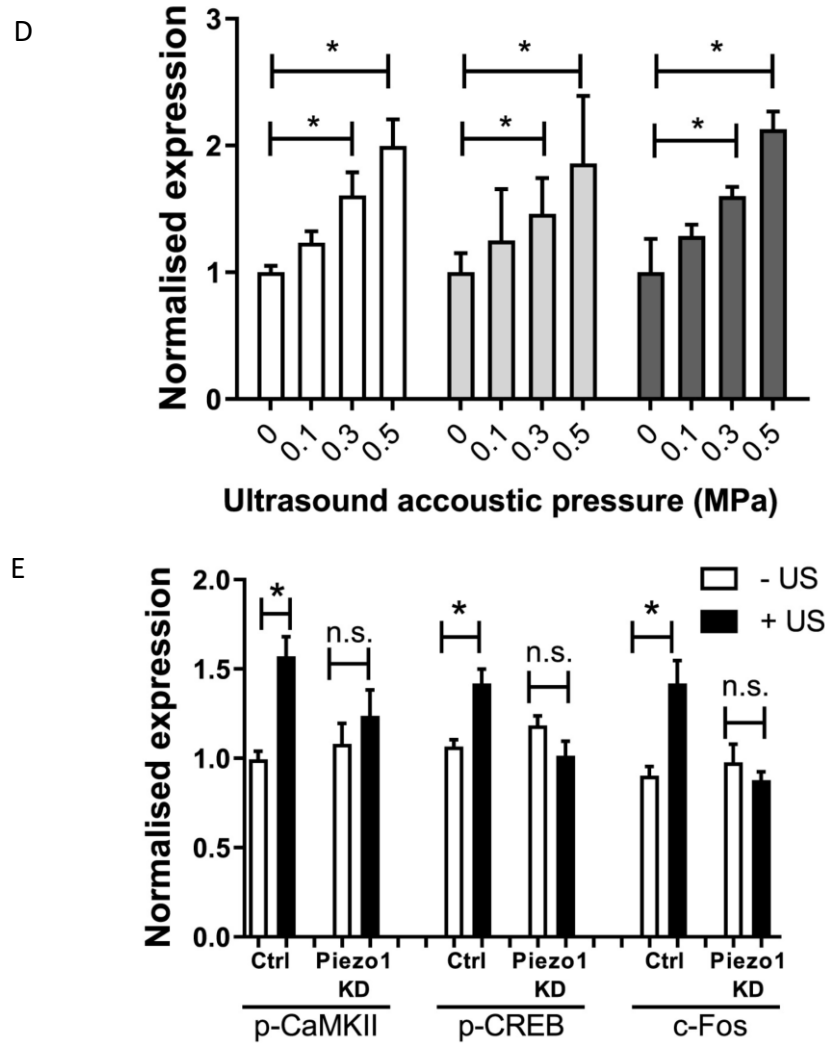 D
Normalised expression
3
2
1
0
*
*
*
*
*
*
0
0.1
0.3
0.5
0
0.1
0.3
0.5
0
0.1
0.3
0.5
Ultrasound accoustic pressure (MPa)
E
Normalised expression
2.0
1.5
1.0
0.5
0.0
- US
+ US
*
n.s.
*
n.s.
*
n.s.
Ctrl
Piezo1
KD
Ctrl
Piezo1
KD
Ctrl
Piezo1
KD
p-CaMKII
p-CREB
c-Fos